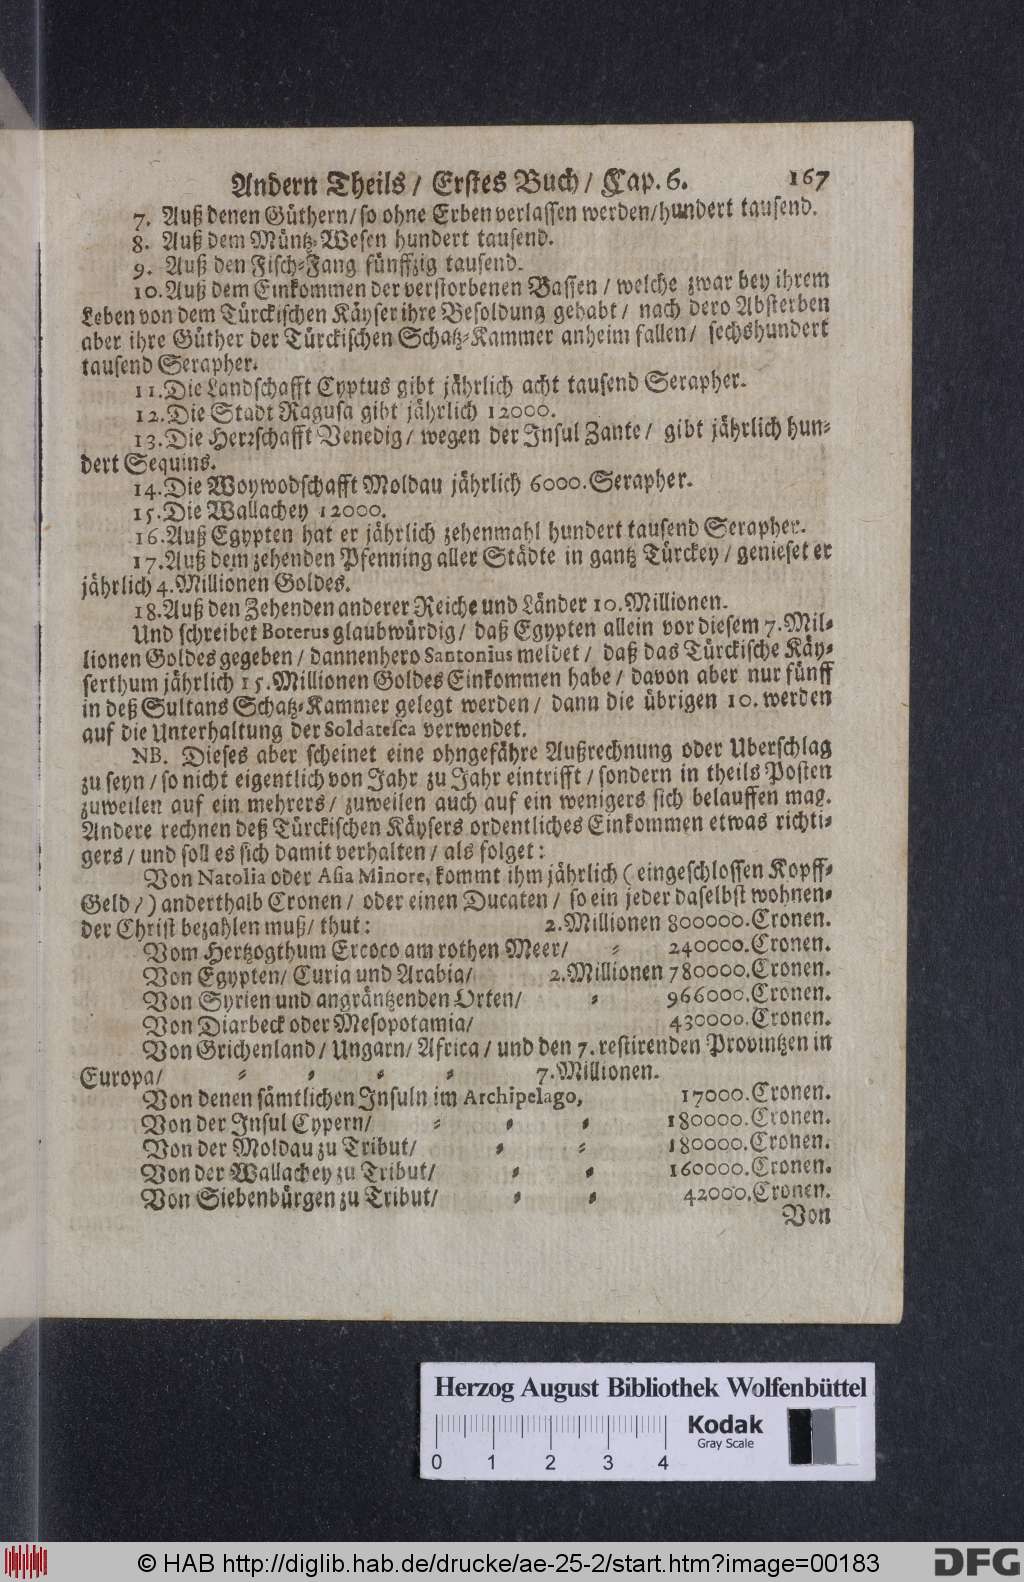 Andern Theils / Erstes Buch / Cap. 6. 167
7. Auß denen Güthern / so ohne Erben verlassen werden / hundert tausend.
8. Auß dem Müntz-Wesen hundert tausend.
9. Auß den Fisch-Fang fünffzig tausend.
10. Auß dem Einkommen der verstorbenen Bassen / welche zwar bey ihrem
Leben von dem Türckischen Käyser ihre Besoldung gehabt / nach dero Absterben
aber ihre Güther der Türckischen Schatz-Kammer anheim fallen / sechshundert
tausend Serapher.
11. Die Landschafft Cyptus gibt jährlich acht tausend Serapher.
12. Die Stadt Ragusa gibt jährlich 12000.
13. Die Herrschafft Venedig / wegen der Insul Zante / gibt jährlich hun-
dert Sequins.
14. Die Woywodschafft Moldau jährlich 6000. Serapher.
15. Die Wallachey 12000.
16. Auß Egypten hat er jährlich zehenmahl hundert tausend Serapher.
17. Auß dem zehenden Pfenning aller Städte in gantz Türckey / genieset er
jährlich 4. Millionen Goldes.
18. Auß den Zehenden anderer Reiche und Länder 10. Millionen.
Und schreibet Boterus glaubwürdig / daß Egypten allein vor diesem 7. Mil-
lionen Goldes gegeben / dannenhero Santonius meldet / daß das Türckische Käy-
serthum jährlich 15. Millionen Goldes Einkommen habe / davon aber nur fünff
in deß Sultans Schatz-Kammer gelegt werden / dann die übrigen 10. werden
auf die Unterhaltung der Soldatesca verwendet.
NB. Dieses aber scheinet eine ohngefähre Außrechnung oder Uberschlag
zu seyn / so nicht eigentlich von Jahr zu Jahr eintrifft / sondern in theils Posten
zuweilen auf ein mehrers / zuweilen auch auf ein wenigers sich belauffen mag.
Andere rechnen deß Türckischen Käysers ordentliches Einkommen etwas richti-
gers / und soll es sich damit verhalten / als folget:
Von Natolia oder Asia Minore, kommt ihm jährlich (eingeschlossen Kopff-
Geld /) anderthalb Cronen / oder einen Ducaten / so ein jeder daselbst wohnen-
der Christ bezahlen muß / thut: 2. Millionen 800000. Cronen.
Vom Hertzogthum Ercoco am rothen Meer / - 240000. Cronen.
Von Egypten / Curia und Arabia / 2. Millionen 780000. Cronen.
Von Syrien und angräntzenden Orten / - 966000. Cronen.
Von Diarbeck oder Mesopotamia / 430000. Cronen.
Von Grichenland / Ungarn / Africa / und den 7. restirenden Provintzen in
Europa / - - - - 7. Millionen.
Von denen sämtlichen Insuln im Archipelago, 17000. Cronen.
Von der Insul Cypern / - - - 180000. Cronen.
Von der Moldau zu Tribut / - - 180000. Cronen.
Von der Wallachey zu Tribut / - - 160000. Cronen.
Von Siebenbürgen zu Tribut / - - 42000. Cronen.
Von
Herzog August Bibliothek Wolfenbüttel
Kodak
Gray Scale
0 1 2 3 4
© HAB http://diglib.hab.de/drucke/ae-25-2/start.htm?image=00183
DFG